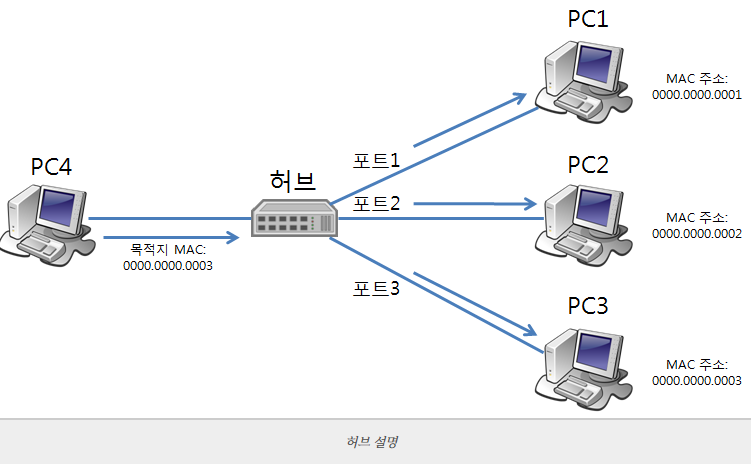 PC1
MAC 주소:
0000.0000.0001
포트1
PC4
허브
PC2
포트2
MAC 주소:
0000.0000.0002
목적지 MAC:
0000.0000.0003
포트3
PC3
MAC 주소:
0000.0000.0003
허브 설명